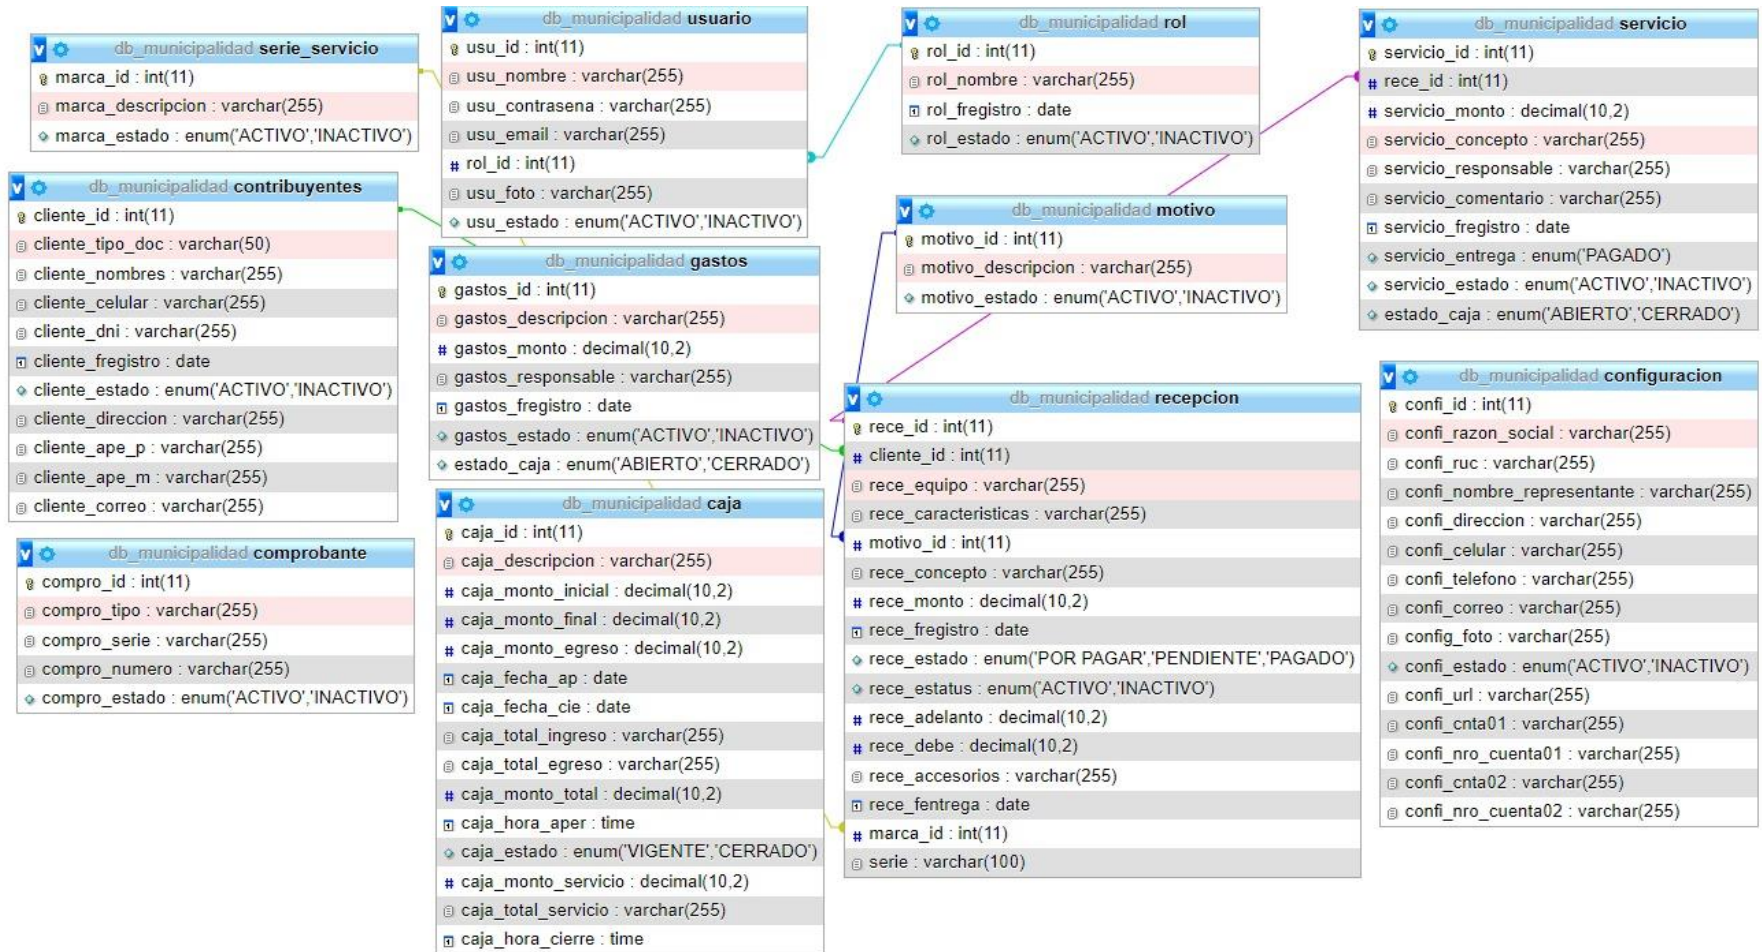 db_municipalidad serie_servicio
marca_id : int(11)
marca_descripcion : varchar(255)
marca_estado : enum('ACTIVO','INACTIVO')
db_municipalidad contribuyentes
cliente_id : int(11)
cliente_tipo_doc : varchar(50)
cliente_nombres : varchar(255)
cliente_celular : varchar(255)
cliente_dni : varchar(255)
cliente_fregistro : date
cliente_estado : enum('ACTIVO','INACTIVO')
cliente_direccion : varchar(255)
cliente_ape_p : varchar(255)
cliente_ape_m : varchar(255)
cliente_correo : varchar(255)
db_municipalidad comprobante
compro_id : int(11)
compro_tipo : varchar(255)
compro_serie : varchar(255)
compro_numero : varchar(255)
compro_estado : enum('ACTIVO','INACTIVO')
db_municipalidad usuario
usu_id : int(11)
usu_nombre : varchar(255)
usu_contrasena : varchar(255)
usu_email : varchar(255)
# rol_id : int(11)
usu_foto : varchar(255)
usu_estado : enum('ACTIVO','INACTIVO')
db_municipalidad gastos
gastos_id : int(11)
gastos_descripcion : varchar(255)
# gastos_monto : decimal(10,2)
gastos_responsable : varchar(255)
gastos_fregistro : date
gastos_estado : enum('ACTIVO','INACTIVO')
estado_caja : enum('ABIERTO','CERRADO')
db_municipalidad caja
caja_id : int(11)
caja_descripcion : varchar(255)
# caja_monto_inicial : decimal(10,2)
# caja_monto_final : decimal(10,2)
# caja_monto_egreso : decimal(10,2)
caja_fecha_ap : date
caja_fecha_cie : date
caja_total_ingreso : varchar(255)
caja_total_egreso : varchar(255)
# caja_monto_total : decimal(10,2)
caja_hora_aper : time
caja_estado : enum('VIGENTE','CERRADO')
# caja_monto_servicio : decimal(10,2)
caja_total_servicio : varchar(255)
caja_hora_cierre : time
db_municipalidad rol
rol_id : int(11)
rol_nombre : varchar(255)
rol_fregistro : date
rol_estado : enum('ACTIVO','INACTIVO')
db_municipalidad motivo
motivo_id : int(11)
motivo_descripcion : varchar(255)
motivo_estado : enum('ACTIVO','INACTIVO')
db_municipalidad recepcion
rece_id : int(11)
# cliente_id : int(11)
rece_equipo : varchar(255)
rece_caracteristicas : varchar(255)
# motivo_id : int(11)
rece_concepto : varchar(255)
# rece_monto : decimal(10,2)
rece_fregistro : date
rece_estado : enum('POR PAGAR','PENDIENTE','PAGADO')
rece_estatus : enum('ACTIVO','INACTIVO')
# rece_adelanto : decimal(10,2)
# rece_debe : decimal(10,2)
rece_accesorios : varchar(255)
rece_fentrega : date
# marca_id : int(11)
serie : varchar(100)
db_municipalidad servicio
servicio_id : int(11)
# rece_id : int(11)
# servicio_monto : decimal(10,2)
servicio_concepto : varchar(255)
servicio_responsable : varchar(255)
servicio_comentario : varchar(255)
servicio_fregistro : date
servicio_entrega : enum('PAGADO')
servicio_estado : enum('ACTIVO','INACTIVO')
estado_caja : enum('ABIERTO','CERRADO')
db_municipalidad configuracion
confi_id : int(11)
confi_razon_social : varchar(255)
confi_ruc : varchar(255)
confi_nombre_representante : varchar(255)
confi_direccion : varchar(255)
confi_celular : varchar(255)
confi_telefono : varchar(255)
confi_correo : varchar(255)
config_foto : varchar(255)
confi_estado : enum('ACTIVO','INACTIVO')
confi_url : varchar(255)
confi_cnta01 : varchar(255)
confi_nro_cuenta01 : varchar(255)
confi_cnta02 : varchar(255)
confi_nro_cuenta02 : varchar(255)